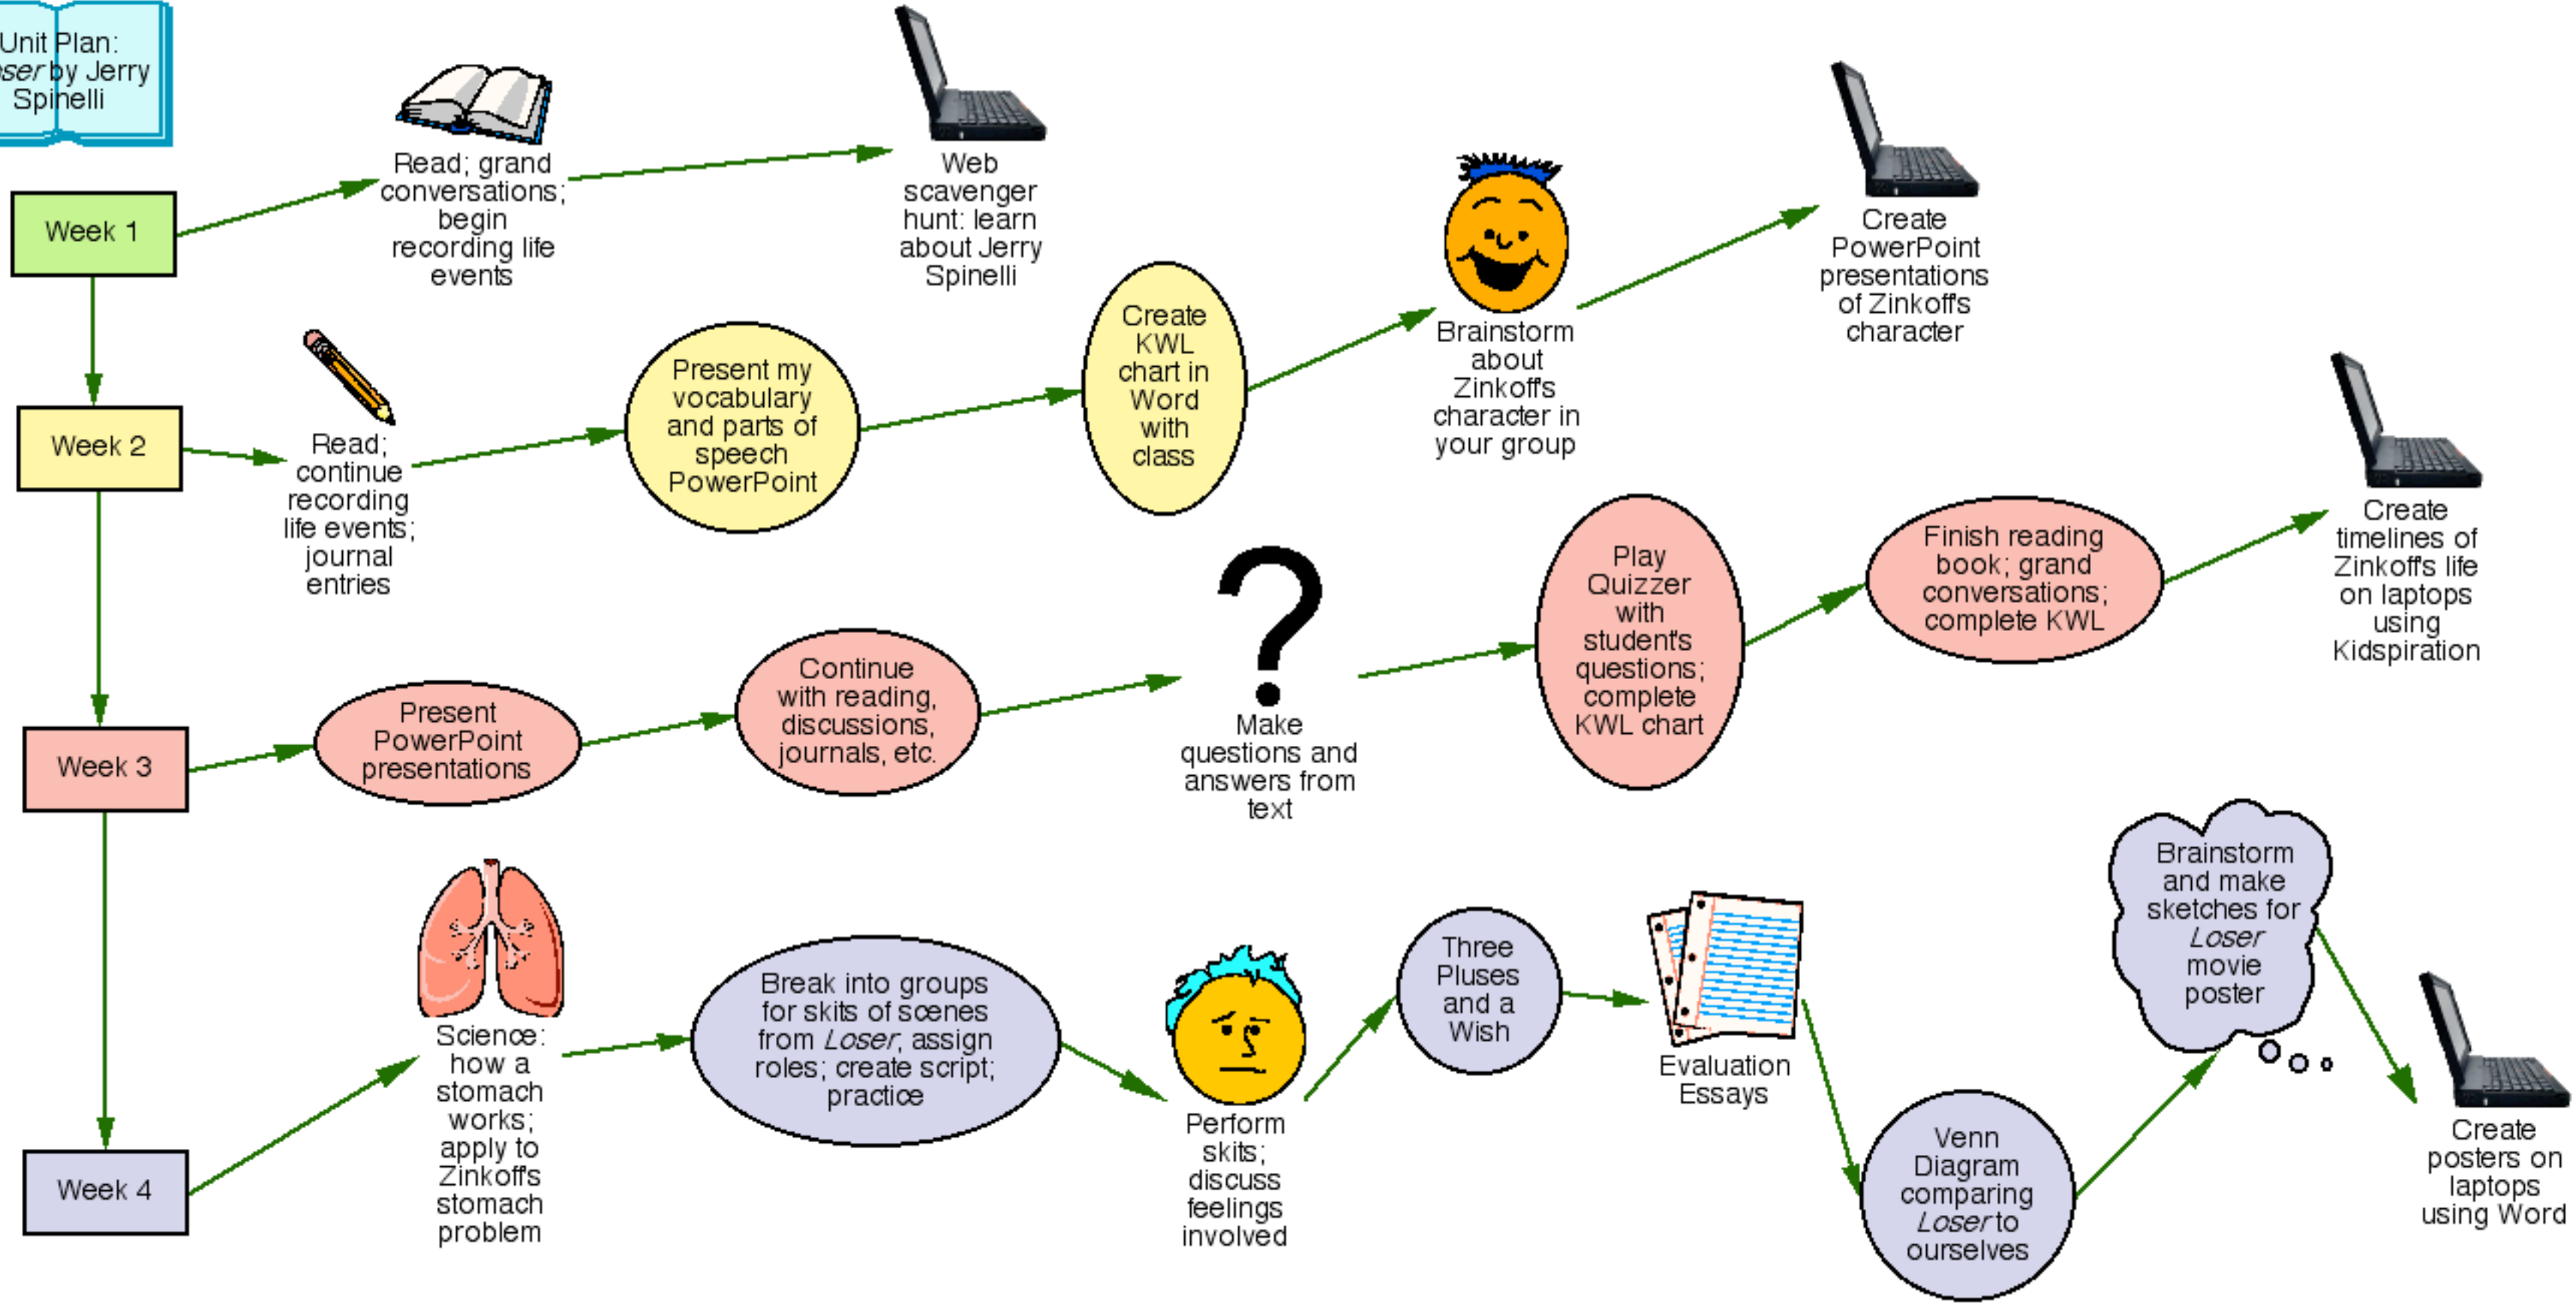 Unit Plan:
ser by Jerry
Spinelli
Week 1
Read; grand
conversations;
begin
recording life
events
Web
scavenger
hunt: learn
about Jerry
Spinelli
Week 2
Read;
continue
recording
life events;
journal
entries
Present my
vocabulary
and parts of
speech
PowerPoint
Create
KWL
chart in
Word
with
class
Brainstorm
about
Zinkoff's
character in
your group
Create
PowerPoint
presentations
of Zinkoff's
character
Week 3
Present
PowerPoint
presentations
Continue
with reading,
discussions,
journals, etc.
Make
questions and
answers from
text
Play
Quizzer
with
student's
questions;
complete
KWL chart
Finish reading
book; grand
conversations;
complete KWL
Create
timelines of
Zinkoff's life
on laptops
using
Kidspiration
Week 4
Science:
how a
stomach
works;
apply to
Zinkoff's
stomach
problem
Break into groups
for skits of scenes
from Loser; assign
roles; create script;
practice
Perform
skits;
discuss
feelings
involved
Three
Pluses
and a
Wish
Evaluation
Essays
Venn
Diagram
comparing
Loser to
ourselves
Brainstorm
and make
sketches for
Loser
movie
poster
Create
posters on
laptops
using Word